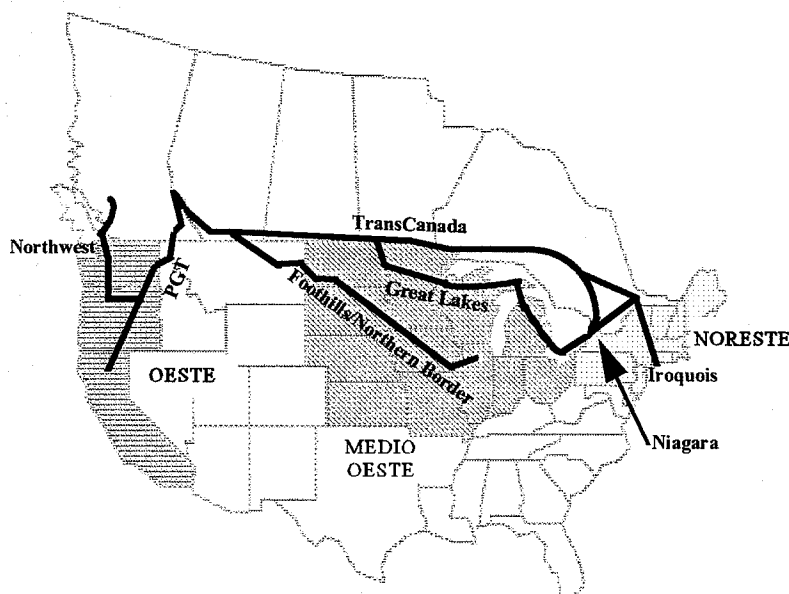 TransCanada
Northwest
PGT
Great Lakes
Foothills/Northern Border
NORESTE
OESTE
Iroquois
MEDIO
OESTE
Niagara